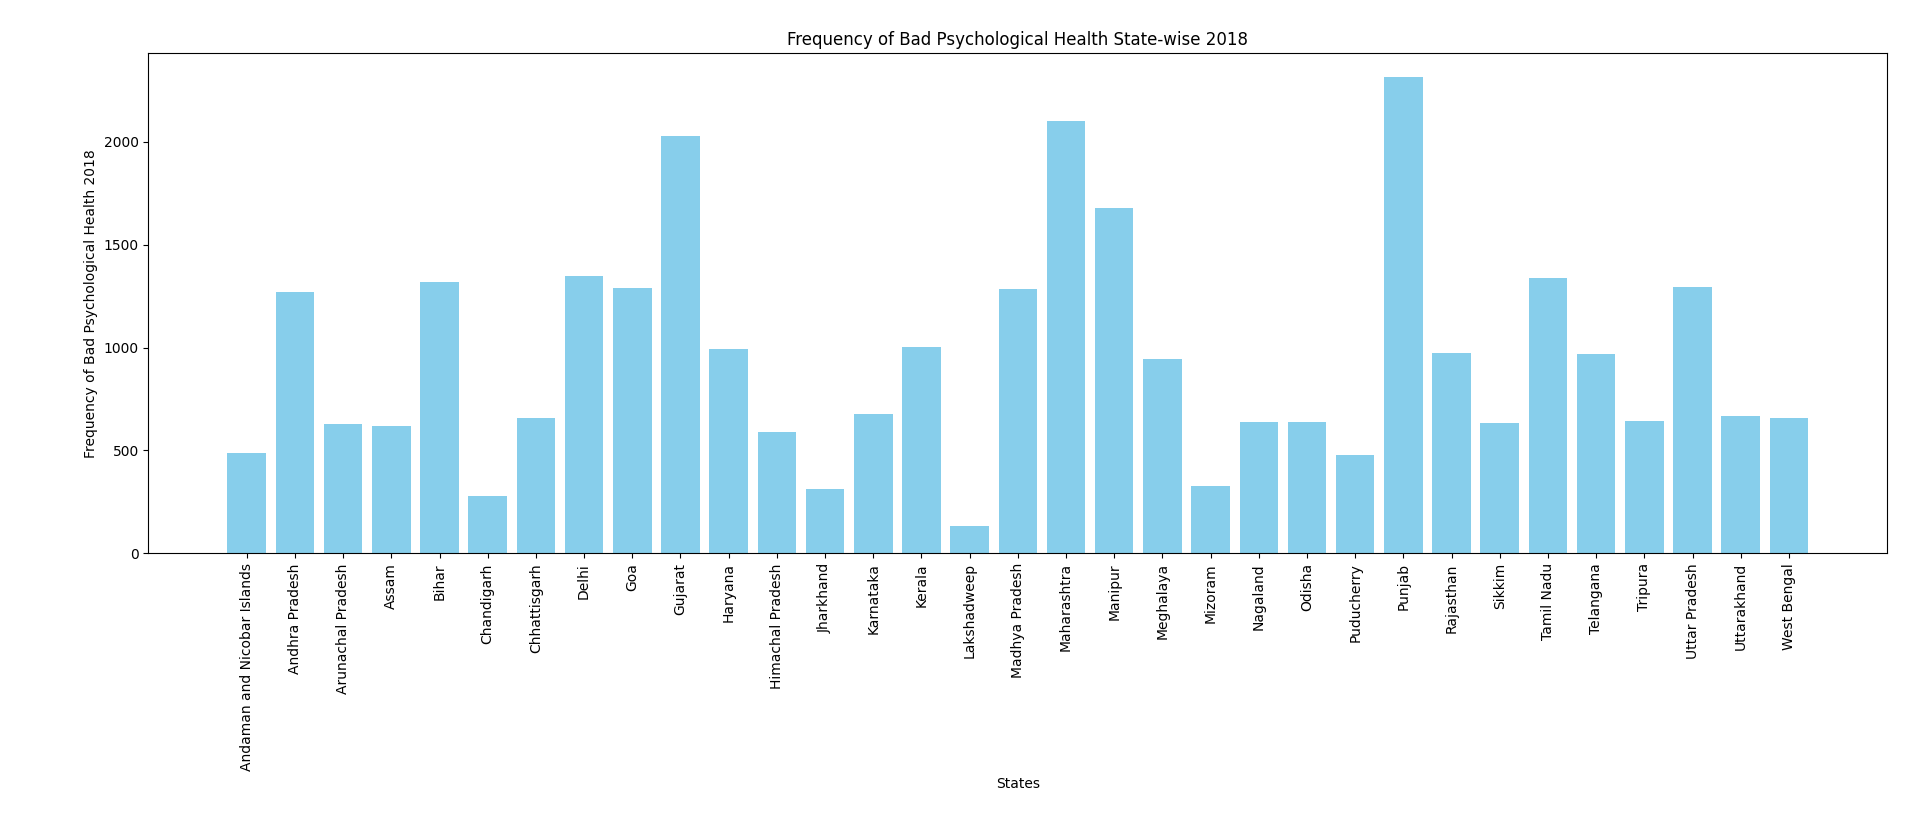 Frequency of Bad Psychological Health State-wise 2018
Frequency of Bad Psychological Health 2018
2000
1500
1000
500
0
Andaman and Nicobar Islands
Andhra Pradesh
Arunachal Pradesh
Assam
Bihar
Chandigarh
Chhattisgarh
Delhi
Goa
Gujarat
Haryana
Himachal Pradesh
Jharkhand
Karnataka
Kerala
Lakshadweep
Madhya Pradesh
Maharashtra
Manipur
Meghalaya
Mizoram
Nagaland
Odisha
Puducherry
Punjab
Rajasthan
Sikkim
Tamil Nadu
Telangana
Tripura
Uttar Pradesh
Uttarakhand
West Bengal
States